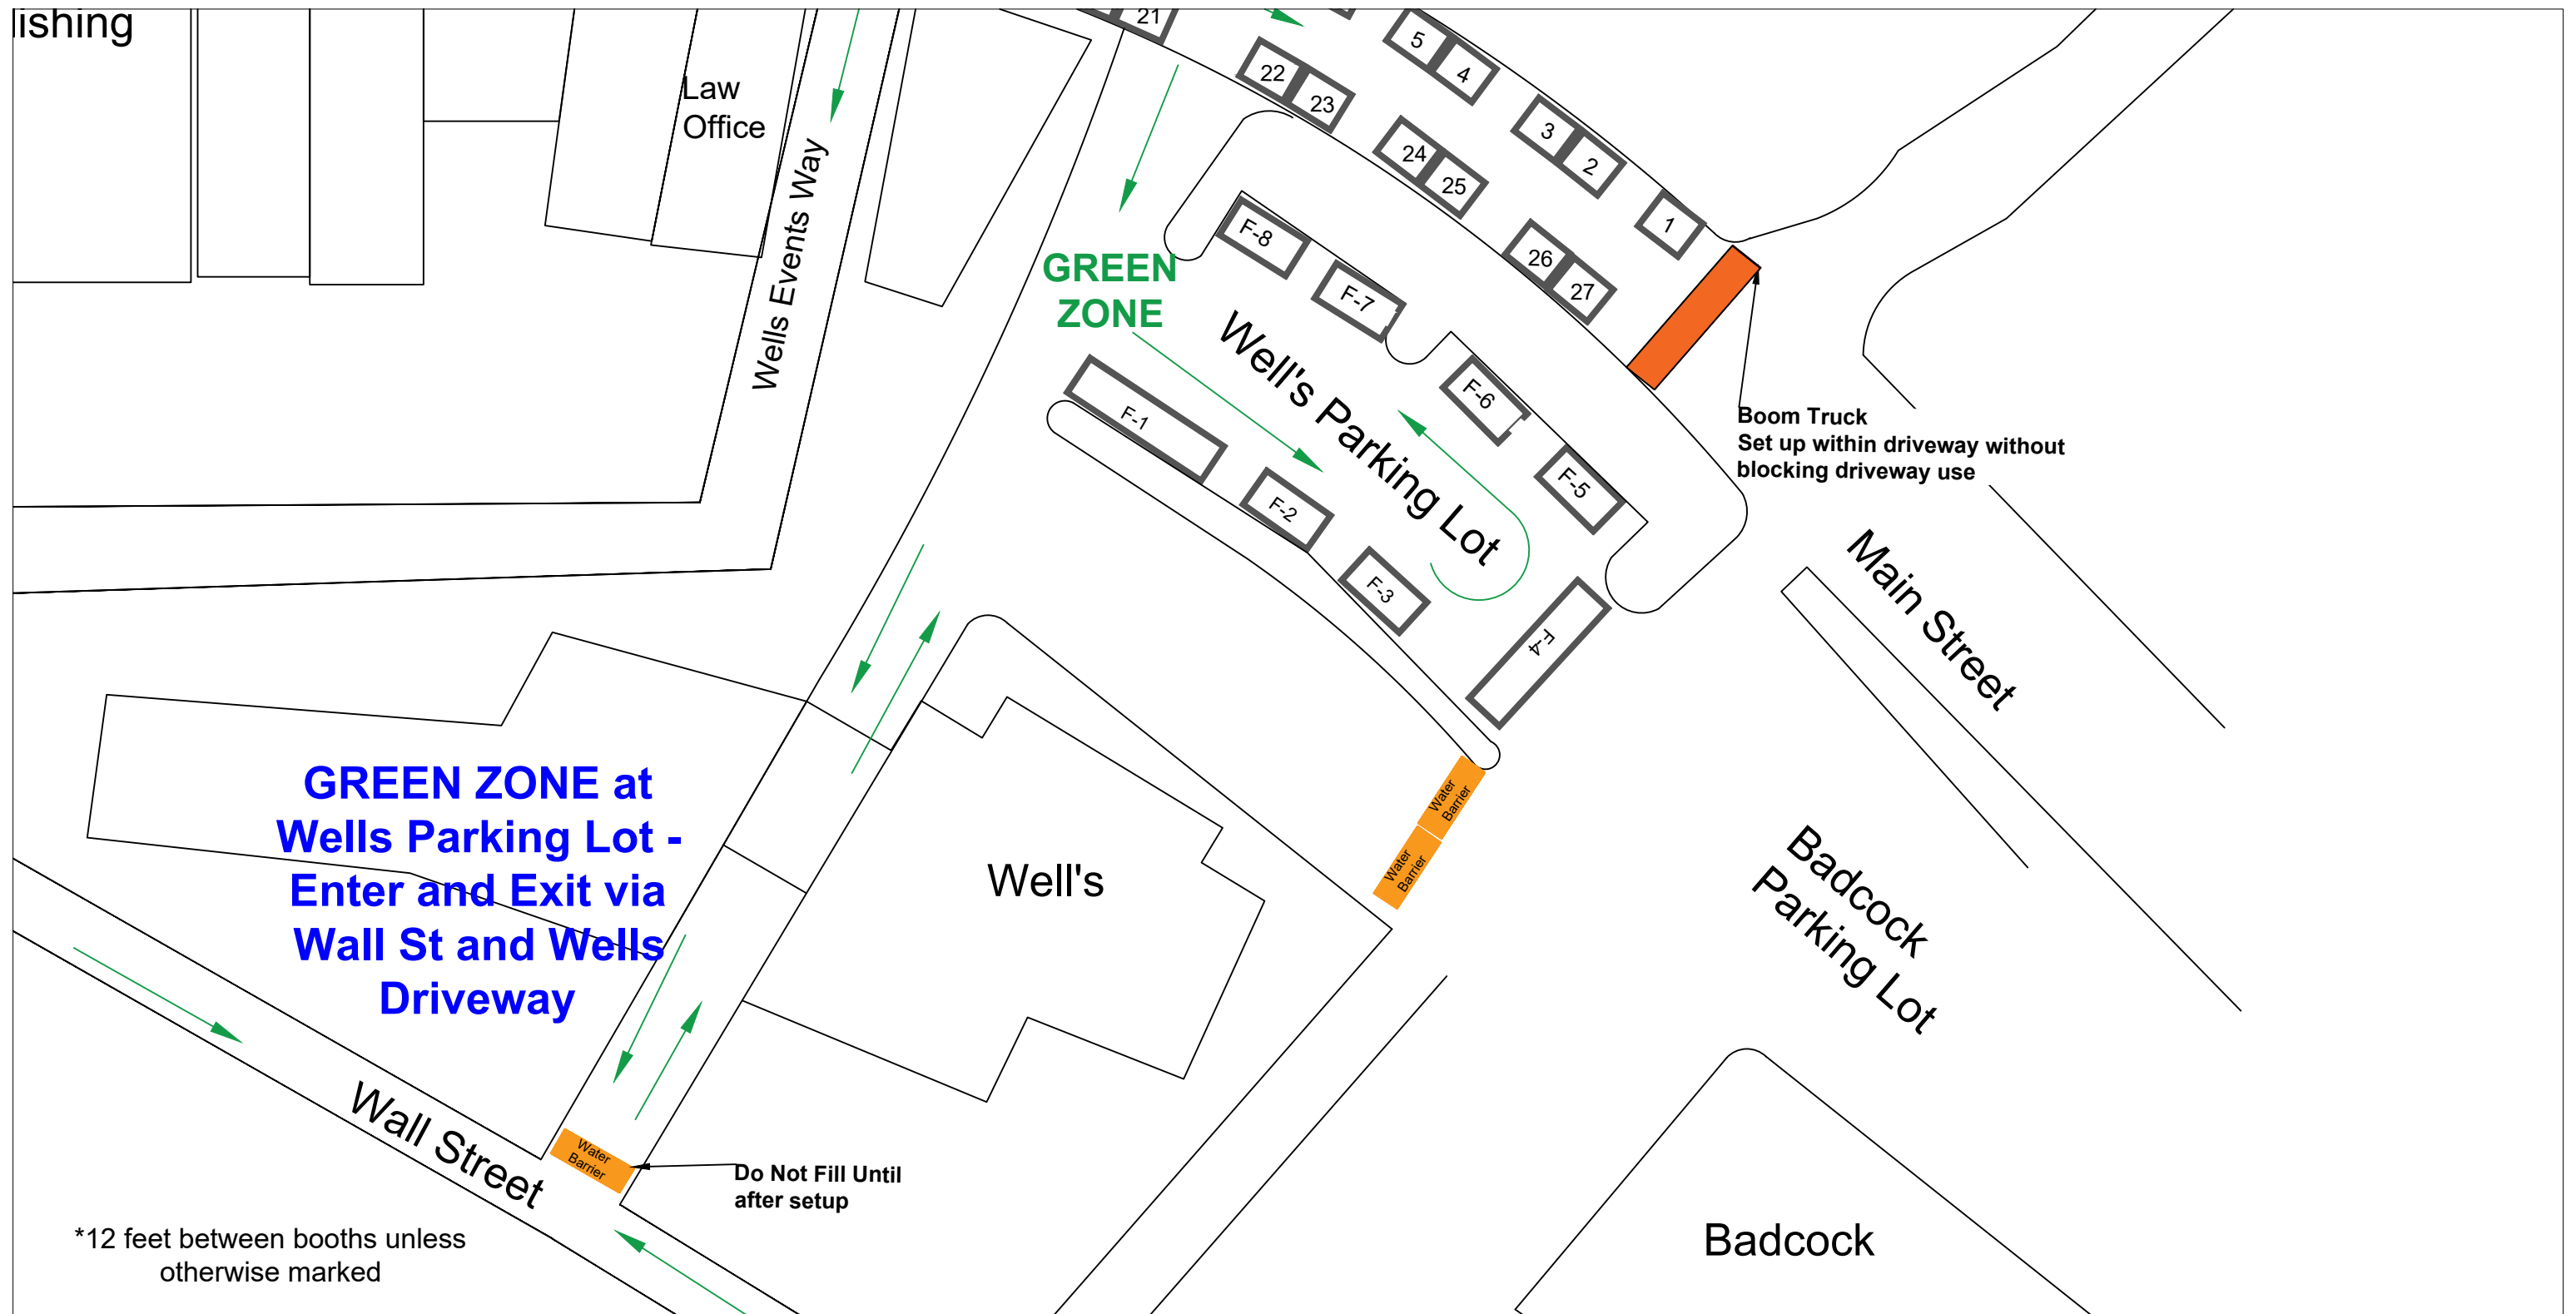 lishing
21
5
4
22
23
Law
Office
3
2
24
25
1
Wells Events Way
F-8
26
27
GREEN
ZONE
F-7
Well's Parking Lot
F-6
F-1
Boom Truck
Set up within driveway without
blocking driveway use
F-5
F-2
F-3
F-4
Main Street
GREEN ZONE at
Wells Parking Lot -
Enter and Exit via
Wall St and Wells
Driveway
Water
Barrier
Water
Barrier
Well's
Badcock
Parking Lot
Wall Street
Water
Barrier
Do Not Fill Until
after setup
*12 feet between booths unless
otherwise marked
Badcock